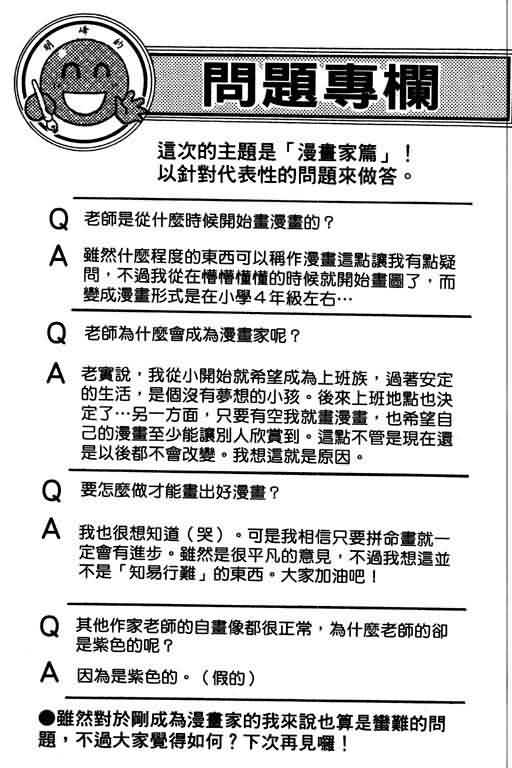 明峰的
問題專欄
這次的主題是「漫畫家篇」！
以針對代表性的問題來做答。
Q 老師是從什麼時候開始畫漫畫的？
A 雖然什麼程度的東西可以稱作漫畫這點讓我有點疑
問，不過我從在懵懵懂懂的時候就開始畫圖了，而
變成漫畫形式是在小學４年級左右…
Q 老師為什麼會成為漫畫家呢？
A 老實說，我從小開始就希望成為上班族，過著安定
的生活，是個沒有夢想的小孩。後來上班地點也決
定了…另一方面，只要有空我就畫漫畫，也希望自
己的漫畫至少能讓別人欣賞到。這點不管是現在還
是以後都不會改變。我想這就是原因。
Q 要怎麼做才能畫出好漫畫？
A 我也很想知道（哭）。可是我相信只要拼命畫就一
定會有進步。雖然是很平凡的意見，不過我想這並
不是「知易行難」的東西。大家加油吧！
Q 其他作家老師的自畫像都很正常，為什麼老師的卻
是紫色的呢？
A 因為是紫色的。（假的）
●雖然對於剛成為漫畫家的我來說也算是蠻難的問
題，不過大家覺得如何？下次再見囉！